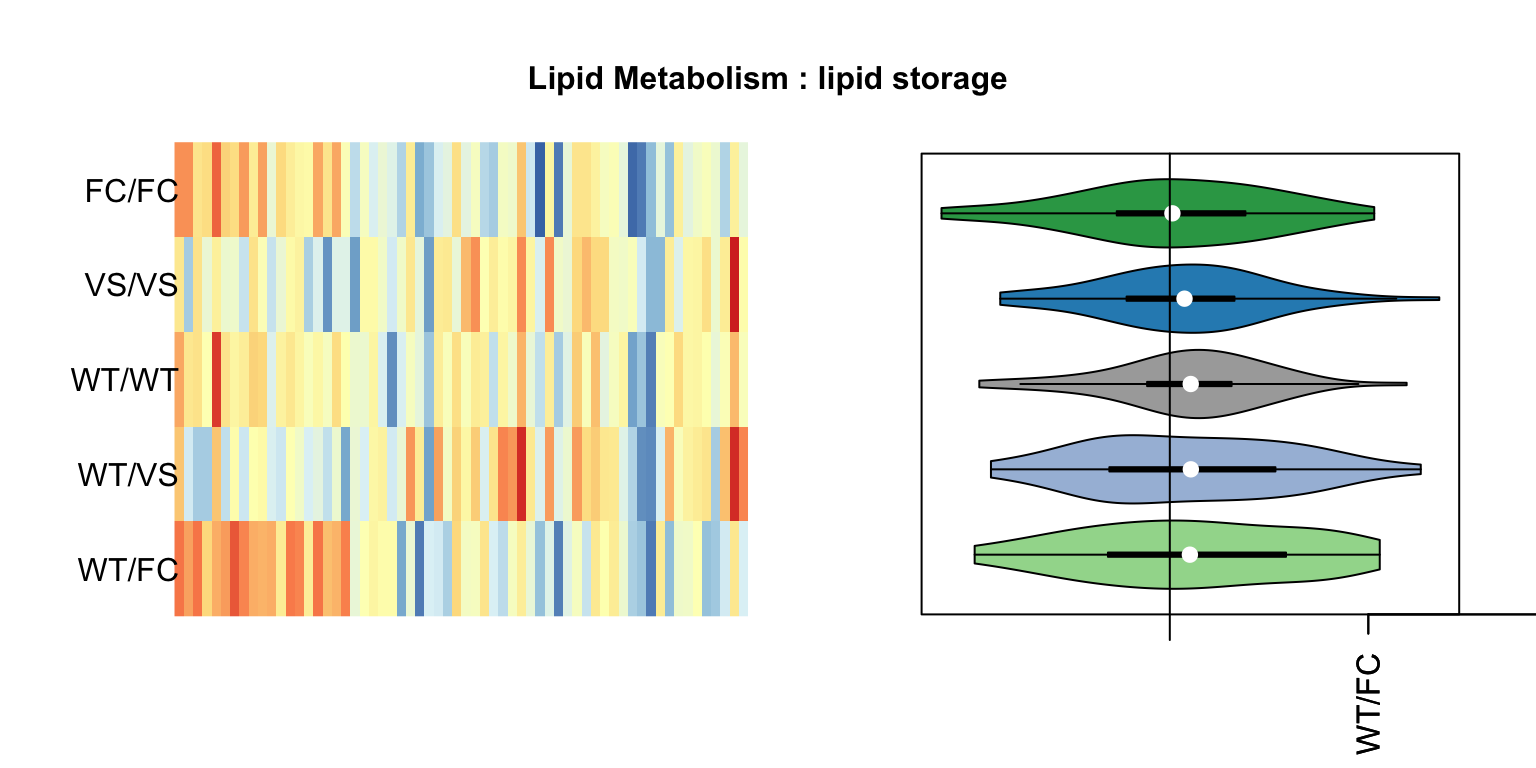 Lipid Metabolism : lipid storage
FC/FC
VS/VS
WT/WT
WT/VS
WT/FC
WT/FC